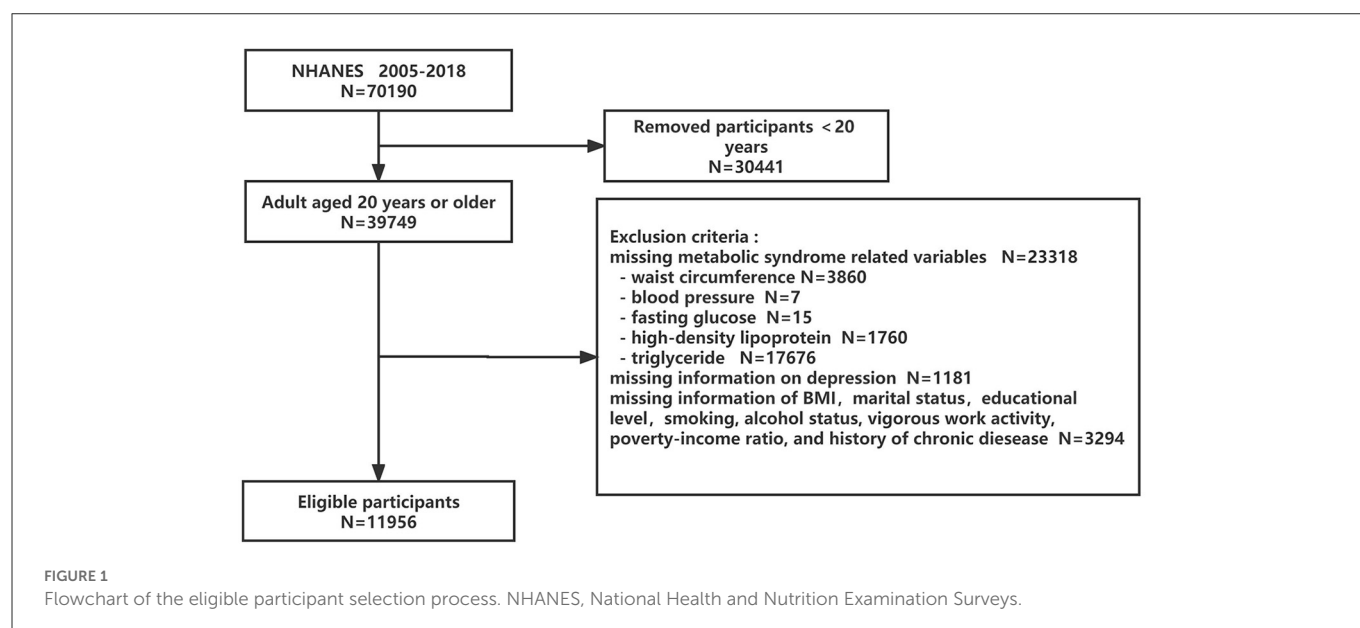 NHANES 2005-2018
N=70190
Removed participants <20
years
N=30441
Adult aged 20 years or older
N=39749
Exclusion criteria :
missing metabolic syndrome related variables N=23318
- waist circumference N=3860
- blood pressure N=7
- fasting glucose N=15
- high-density lipoprotein N=1760
- triglyceride N=17676
missing information on depression N=1181
missing information of BMI, marital status, educational
level, smoking, alcohol status, vigorous work activity,
poverty-income ratio, and history of chronic diesease N=3294
Eligible participants
N=11956
FIGURE 1
Flowchart of the eligible participant selection process. NHANES, National Health and Nutrition Examination Surveys.